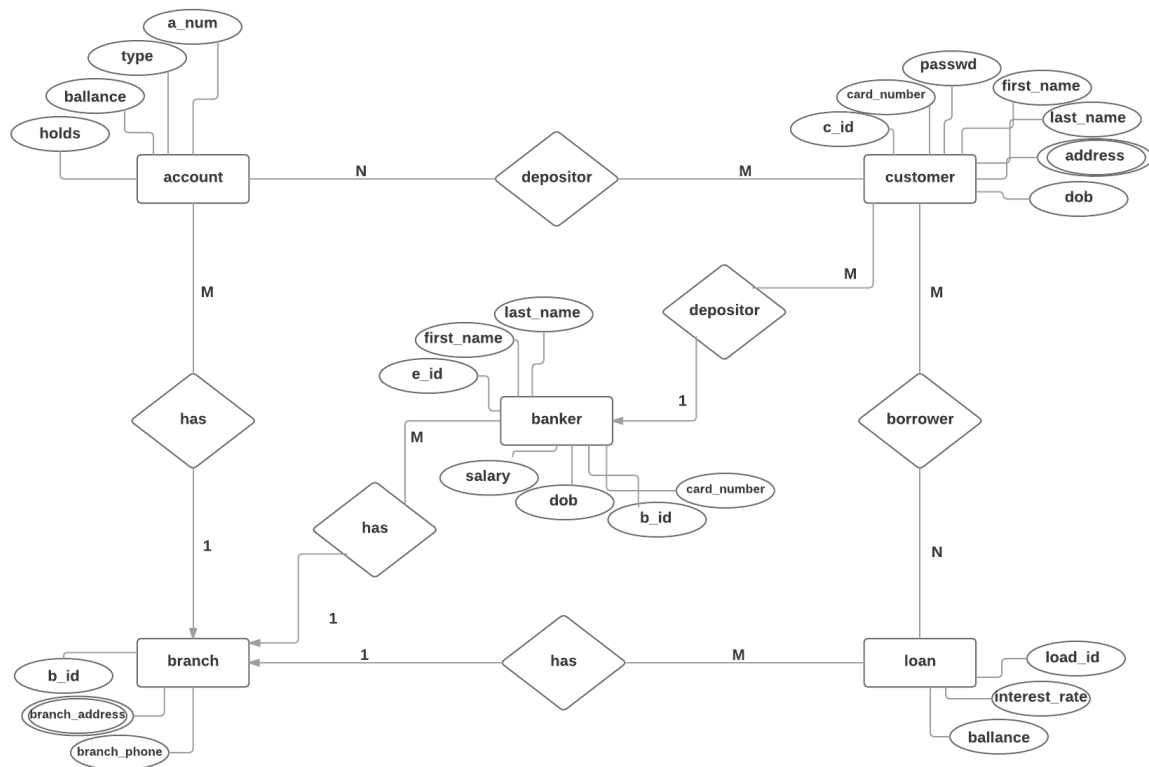 a_num
type
ballance
holds
account
N
depositor
M
customer
c_id
card_number
passwd
first_name
last_name
address
dob
M
depositor
M
M
has
last_name
first_name
e_id
banker
1
borrower
M
salary
dob
card_number
b_id
has
1
N
1
branch
1
has
M
loan
b_id
branch_address
branch_phone
load_id
interest_rate
ballance